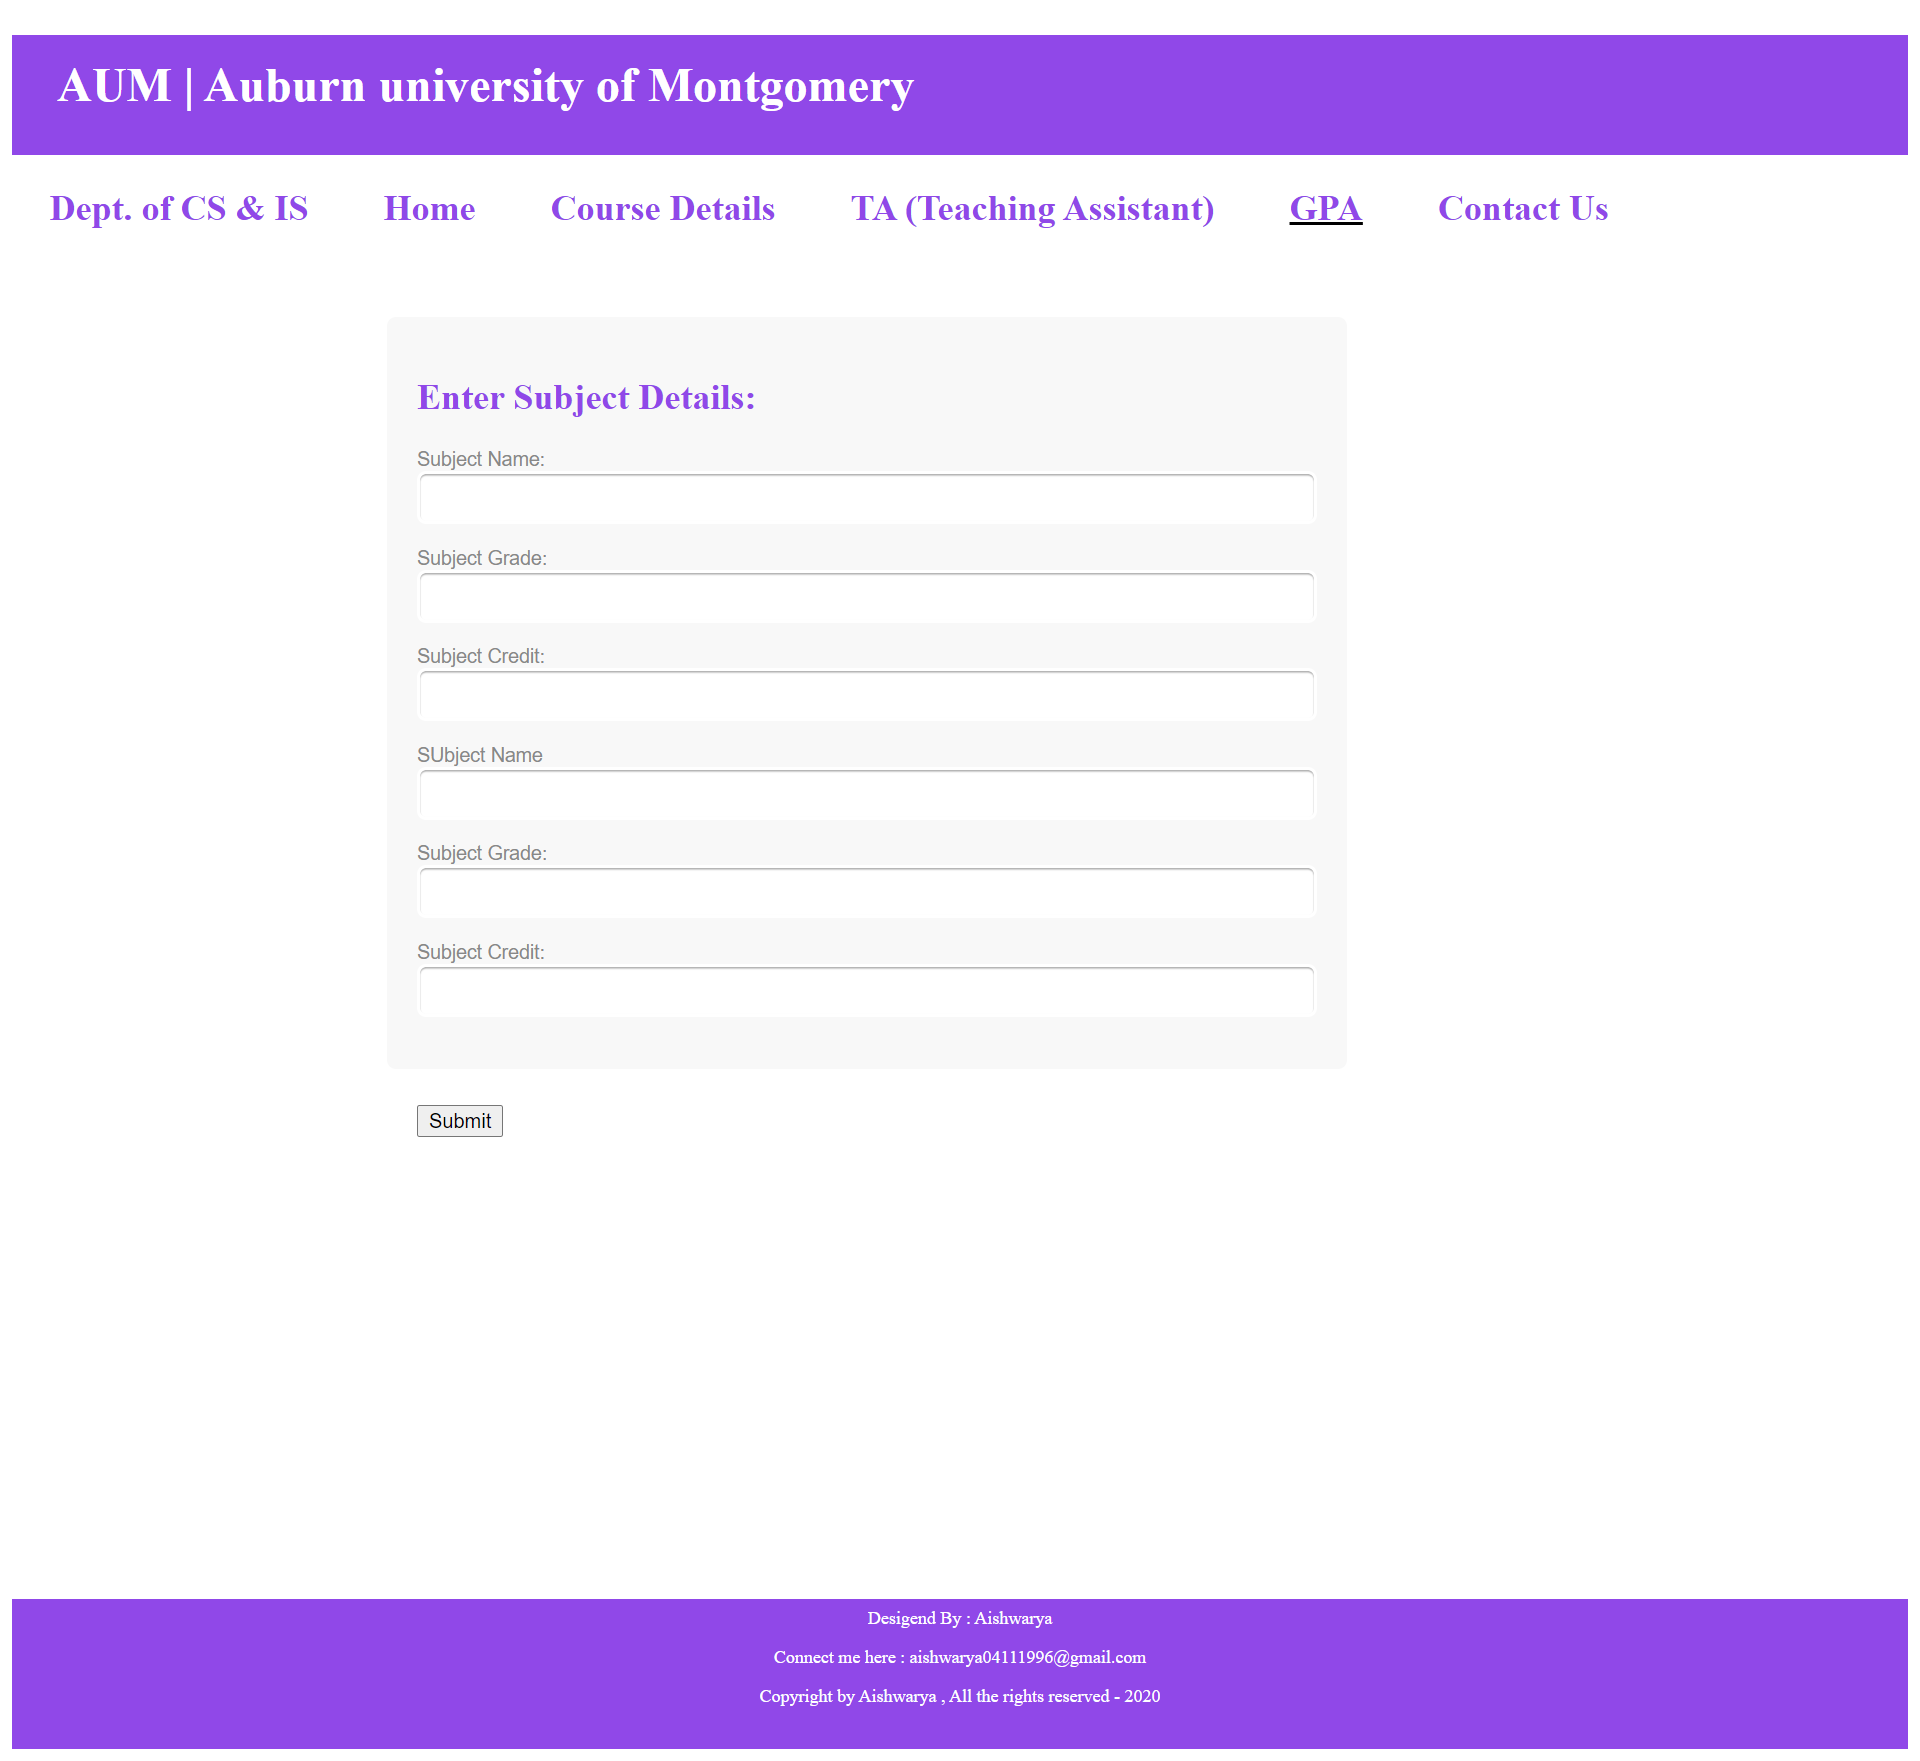 AUM | Auburn university of Montgomery
Dept. of CS & IS Home Course Details TA (Teaching Assistant) GPA Contact Us
Enter Subject Details:
Subject Name:
Subject Grade:
Subject Credit:
SUbject Name
Subject Grade:
Subject Credit:
Submit
Desigend By : Aishwarya
Connect me here : aishwarya04111996@gmail.com
Copyright by Aishwarya , All the rights reserved - 2020